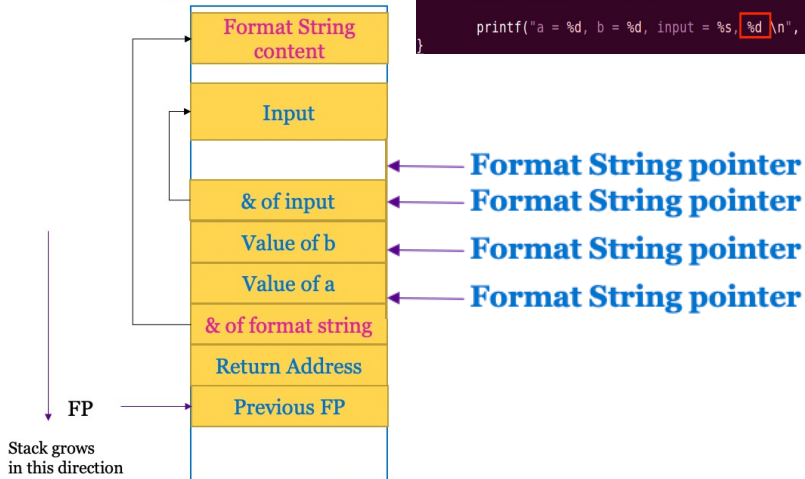 Format String
content
printf("a = %d, b = %d, input = %s, %d \n",
}
Input
Format String pointer
& of input
Format String pointer
Value of b
Format String pointer
Value of a
Format String pointer
& of format string
Return Address
FP
Previous FP
Stack grows
in this direction